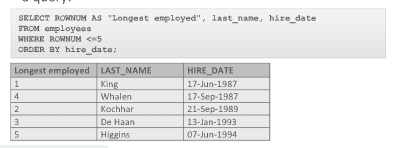 a query.
SELECT ROWNUM AS "Longest employed", last_name, hire_date
FROM employees
WHERE ROWNUM <=5
ORDER BY hire_date;
Longest employed LAST_NAME HIRE_DATE
1 King 17-Jun-1987
4 Whalen 17-Sep-1987
2 Kochhar 21-Sep-1989
3 De Haan 13-Jan-1993
5 Higgins 07-Jun-1994